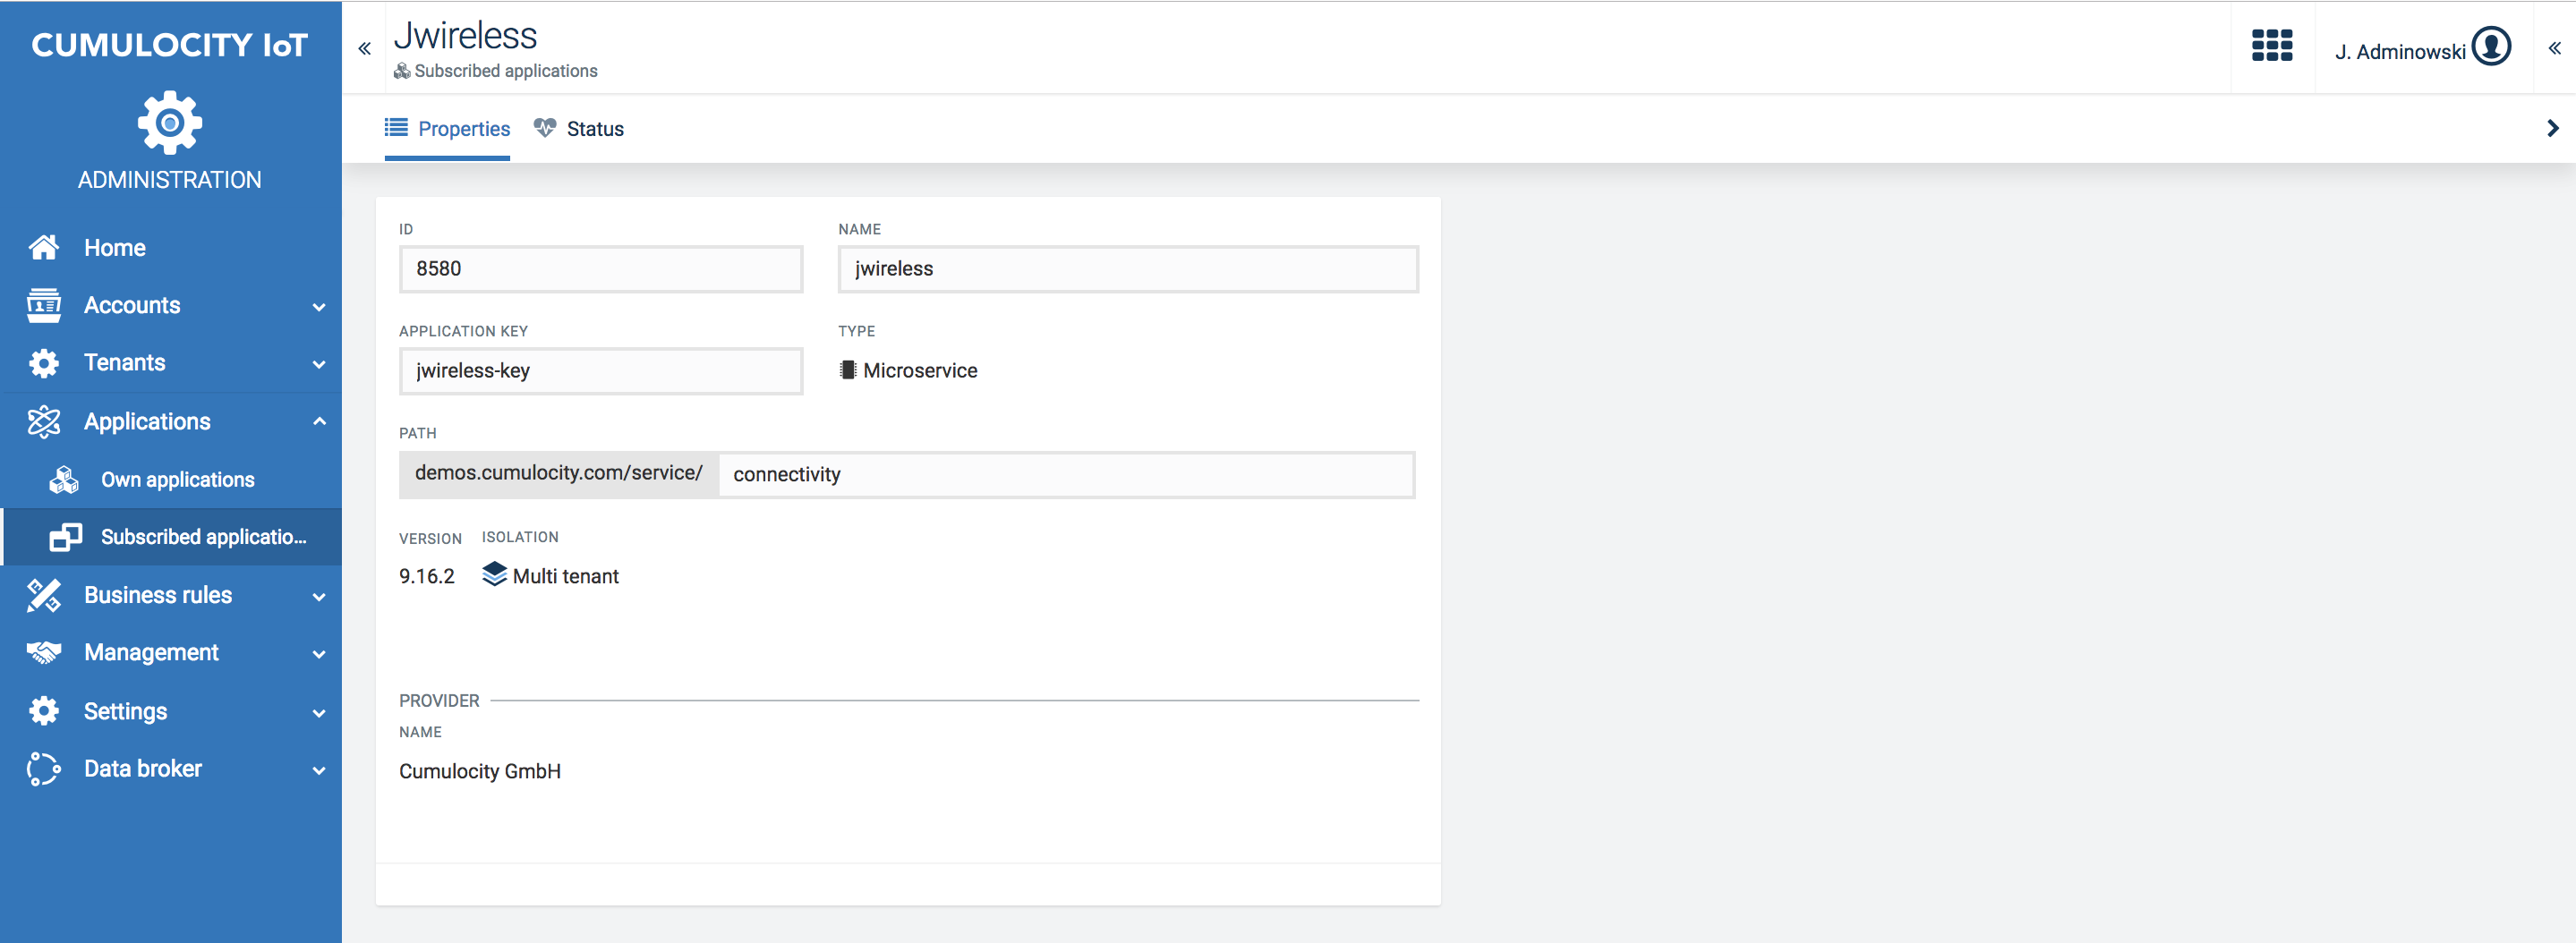 CUMULOCITY IoT
ADMINISTRATION
Home
Accounts
Tenants
Applications
Own applications
Subscribed applicatio...
Business rules
Management
Settings
Data broker
Jwireless
Subscribed applications
J. Adminowski
Properties
Status
ID
NAME
8580
jwireless
APPLICATION KEY
TYPE
jwireless-key
Microservice
PATH
demos.cumulocity.com/service/ connectivity
VERSION
ISOLATION
9.16.2
Multi tenant
PROVIDER
NAME
Cumulocity GmbH